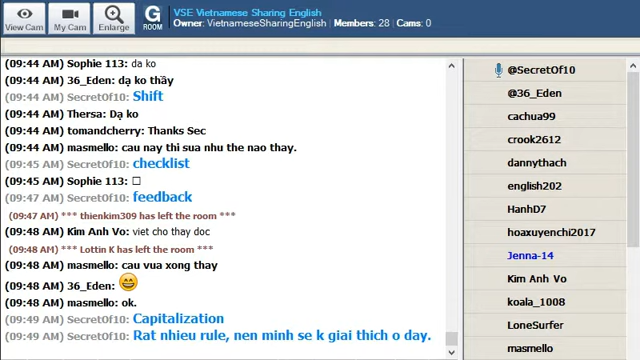 View Cam
My Cam
Enlarge
G
ROOM
VSE Vietnamese Sharing English
Owner: VietnameseSharingEnglish | Members: 28 | Cams: 0
(09:44 AM) Sophie 113: da ko
(09:44 AM) 36_Eden: dạ ko thầy
(09:44 AM) SecretOf10: Shift
(09:44 AM) Thersa: Dạ ko
(09:44 AM) tomandcherry: Thanks Sec
(09:44 AM) masmello: cau nay thi sua nhu the nao thay.
(09:45 AM) SecretOf10: checklist
(09:45 AM) Sophie 113: □
(09:47 AM) SecretOf10: feedback
(09:47 AM) *** thienkim309 has left the room ***
(09:48 AM) Kim Anh Vo: viet cho thay doc
(09:48 AM) *** Lottin K has left the room ***
(09:48 AM) masmello: cau vua xong thay
(09:48 AM) 36_Eden:
(09:48 AM) masmello: ok.
(09:49 AM) SecretOf10: Capitalization
(09:49 AM) SecretOf10: Rat nhieu rule, nen minh se k giai thich o day.
@SecretOf10
@36_Eden
cachua99
crook2612
dannythach
english202
HanhD7
hoaxuyenchi2017
Jenna-14
Kim Anh Vo
koala_1008
LoneSurfer
masmello